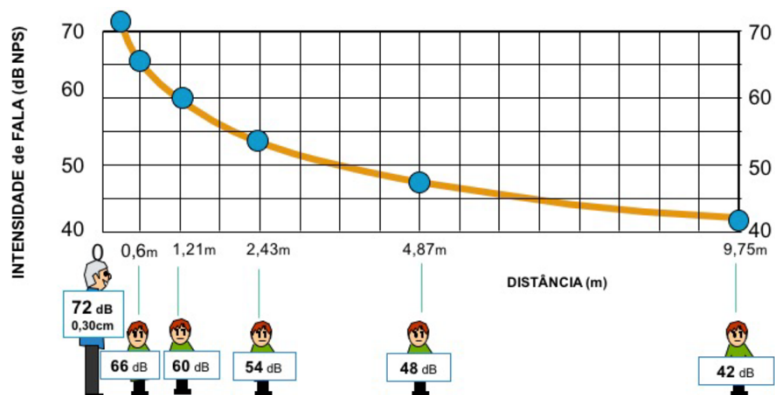 INTENSIDADE de FALA (dB NPS)
70
60
50
40
70
60
50
40
0
0,6m
1,21m
2,43m
4,87m
9,75m
DISTÂNCIA (m)
72 dB
0,30cm
66 dB
60 dB
54 dB
48 dB
42 dB